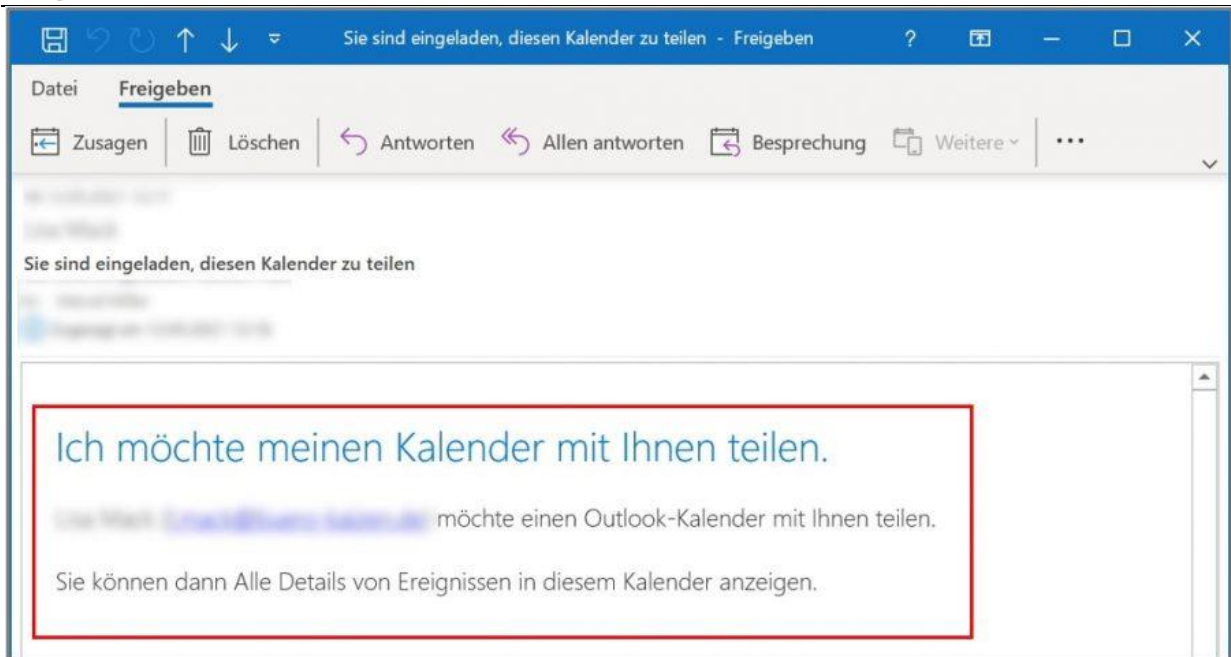 Sie sind eingeladen, diesen Kalender zu teilen - Freigeben ?
Datei Freigeben
Zusagen Löschen Antworten Allen antworten Besprechung Weitere ...
Sie sind eingeladen, diesen Kalender zu teilen
Ich möchte meinen Kalender mit Ihnen teilen.
möchte einen Outlook-Kalender mit Ihnen teilen.
Sie können dann Alle Details von Ereignissen in diesem Kalender anzeigen.